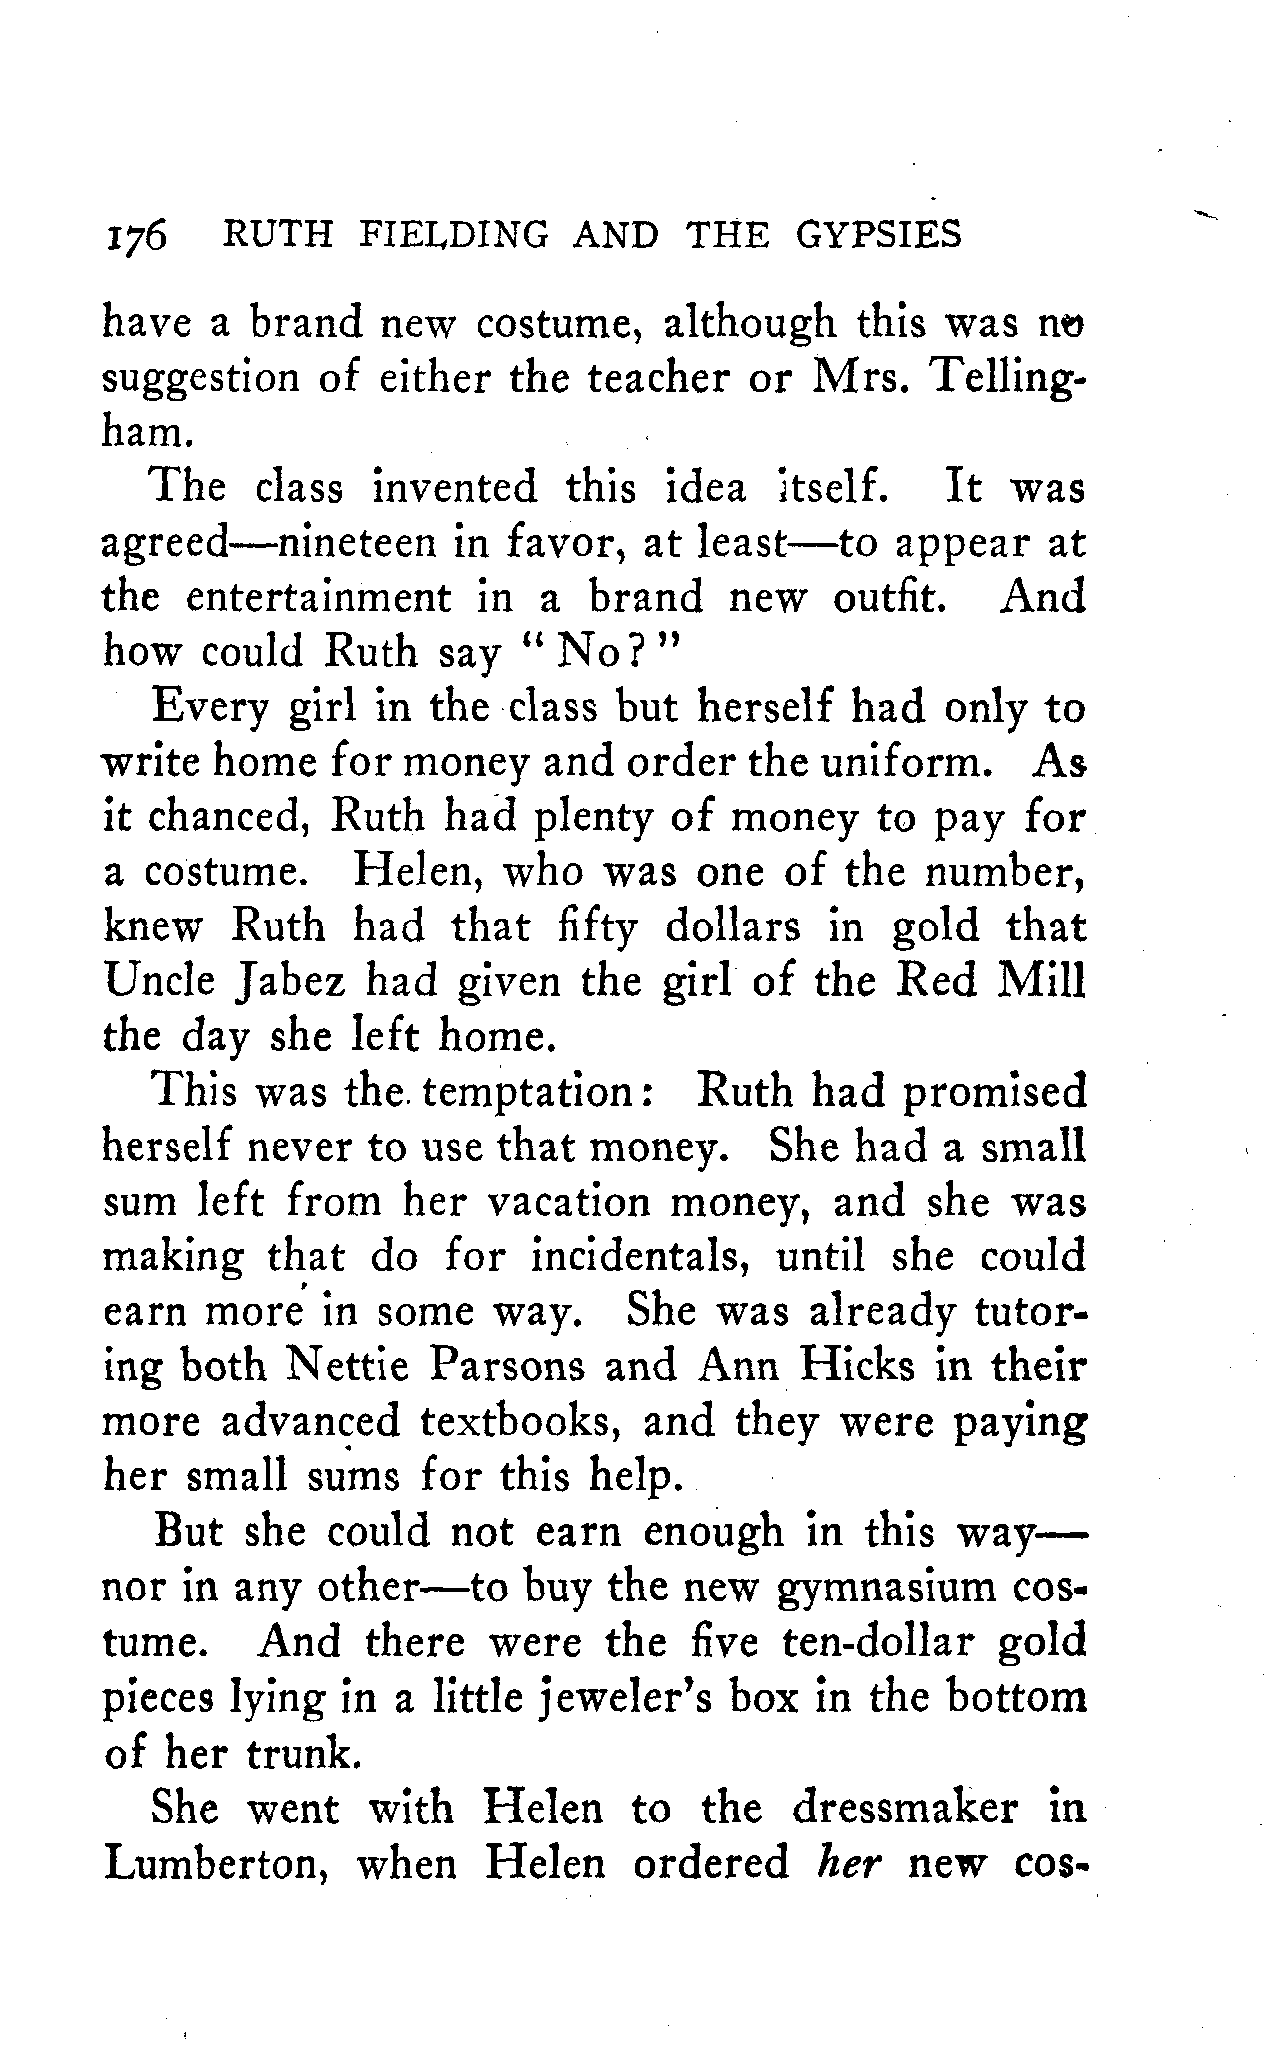 176 RUTH FIELDING AND THE GYPSIES
have a brand new costume, although this was no
suggestion of either the teacher or Mrs. Telling-
ham.
The class invented this idea itself. It was
agreed—nineteen in favor, at least—to appear at
the entertainment in a brand new outfit. And
how could Ruth say "No?"
Every girl in the class but herself had only to
write home for money and order the uniform. As
it chanced, Ruth had plenty of money to pay for
a costume. Helen, who was one of the number,
knew Ruth had that fifty dollars in gold that
Uncle Jabez had given the girl of the Red Mill
the day she left home.
This was the temptation: Ruth had promised
herself never to use that money. She had a small
sum left from her vacation money, and she was
making that do for incidentals, until she could
earn more in some way. She was already tutor-
ing both Nettie Parsons and Ann Hicks in their
more advanced textbooks, and they were paying
her small sums for this help.
But she could not earn enough in this way—
nor in any other—to buy the new gymnasium cos-
tume. And there were the five ten-dollar gold
pieces lying in a little jeweler's box in the bottom
of her trunk.
She went with Helen to the dressmaker in
Lumberton, when Helen ordered her new cos-